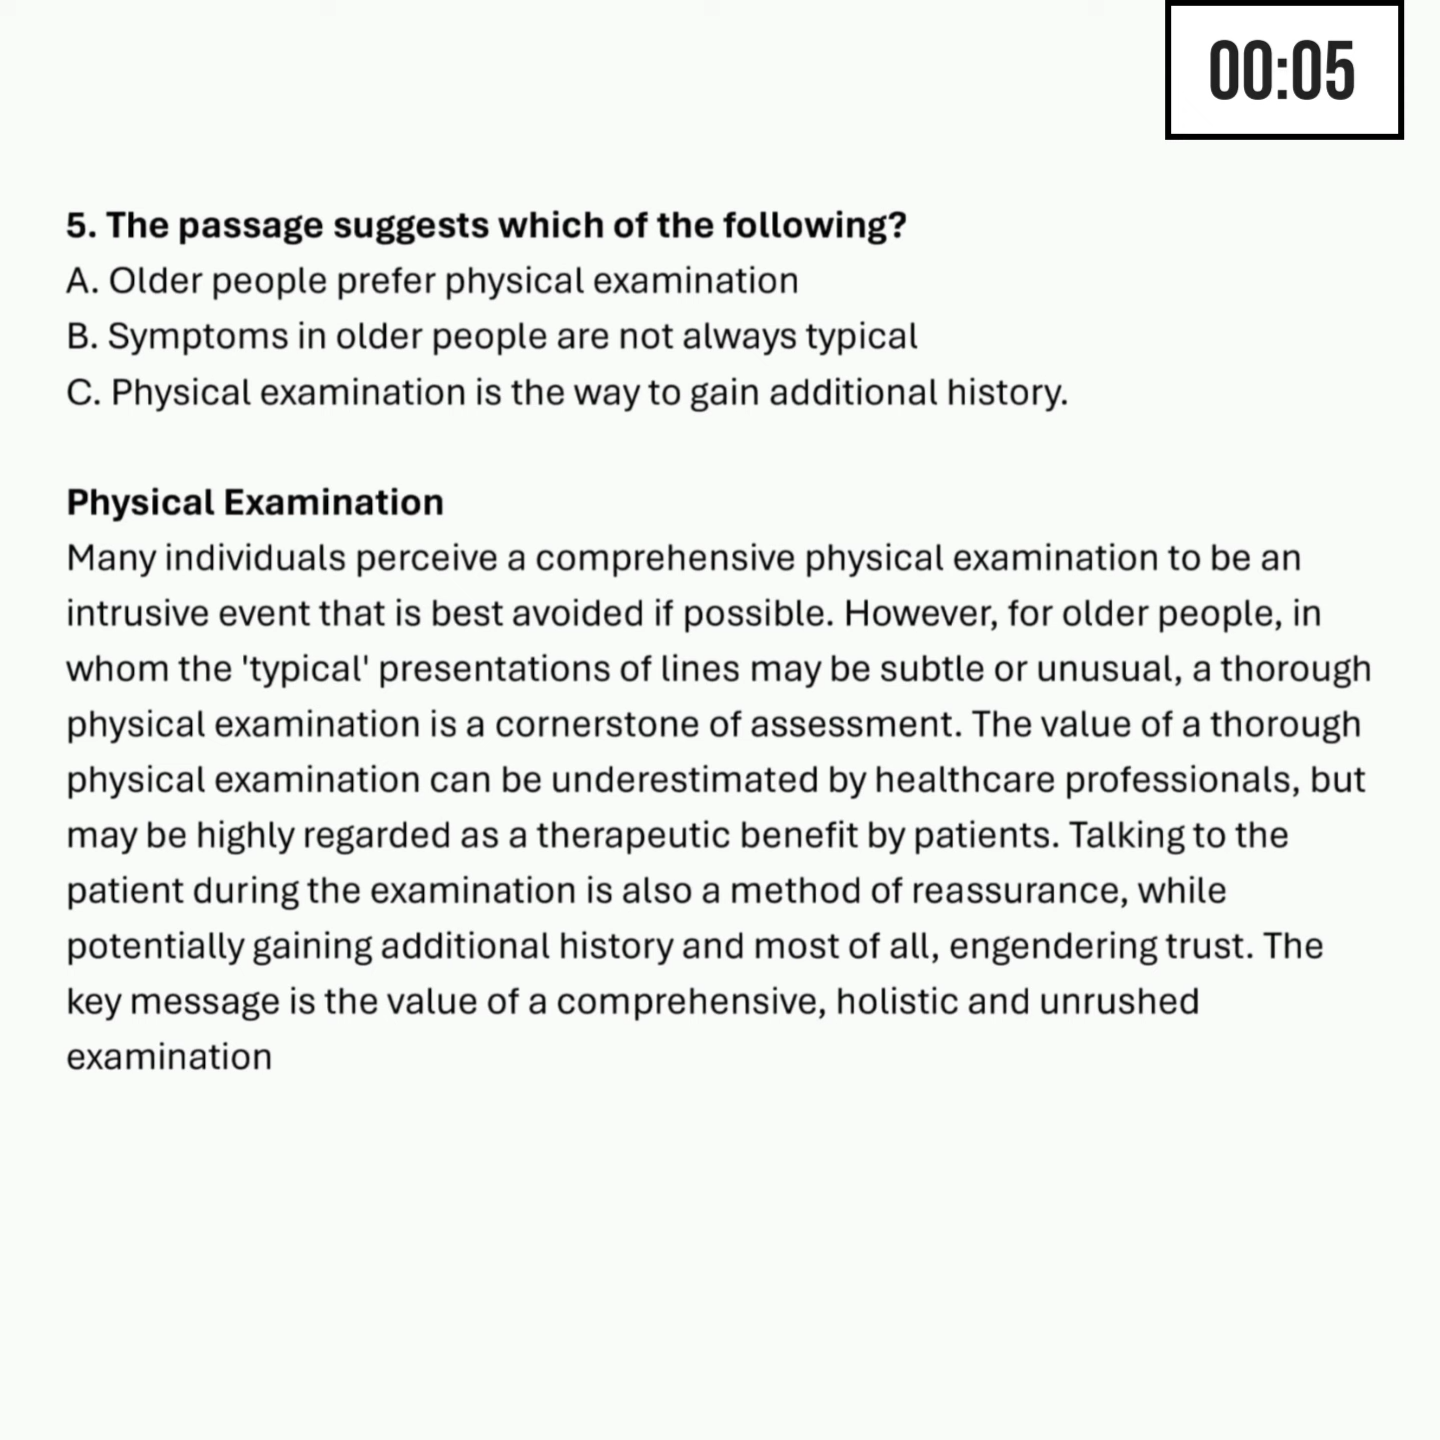 00:05
5. The passage suggests which of the following?
A. Older people prefer physical examination
B. Symptoms in older people are not always typical
C. Physical examination is the way to gain additional history.
Physical Examination
Many individuals perceive a comprehensive physical examination to be an
intrusive event that is best avoided if possible. However, for older people, in
whom the 'typical' presentations of lines may be subtle or unusual, a thorough
physical examination is a cornerstone of assessment. The value of a thorough
physical examination can be underestimated by healthcare professionals, but
may be highly regarded as a therapeutic benefit by patients. Talking to the
patient during the examination is also a method of reassurance, while
potentially gaining additional history and most of all, engendering trust. The
key message is the value of a comprehensive, holistic and unrushed
examination